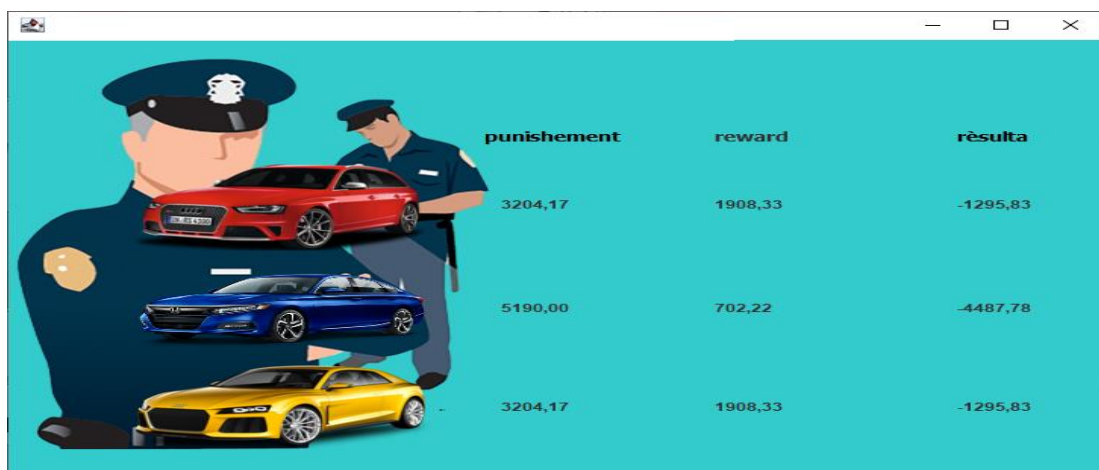 punishement reward rèsulta
3204,17 1908,33 -1295,83
5190,00 702,22 -4487,78
3204,17 1908,33 -1295,83